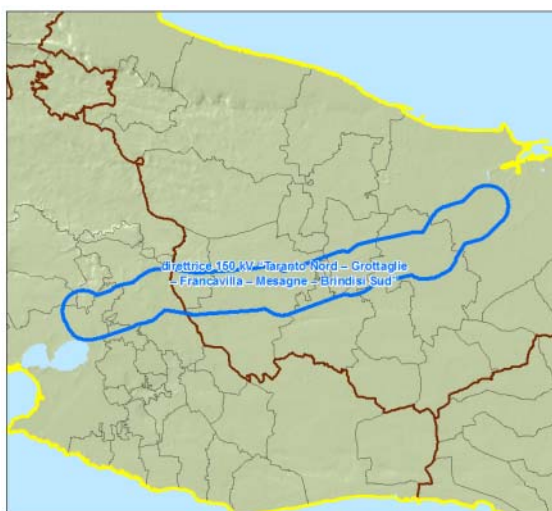 direttrice 150 kV "Taranto Nord – Grottaglie
– Francavilla – Mesagne – Brindisi Sud"